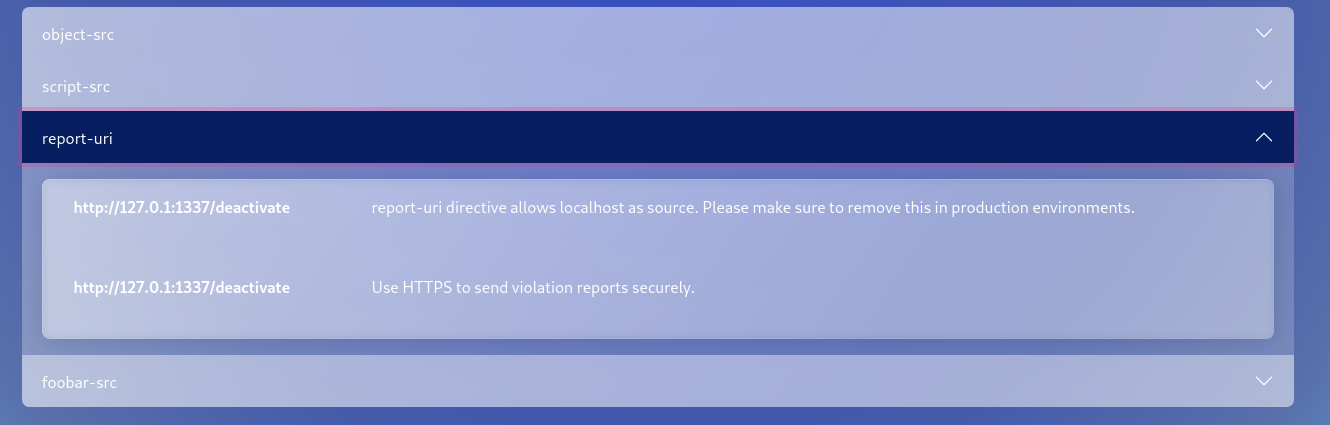 object-src
script-src
report-uri
http://127.0.1:1337/deactivate report-uri directive allows localhost as source. Please make sure to remove this in production environments.
http://127.0.1:1337/deactivate Use HTTPS to send violation reports securely.
foobar-src